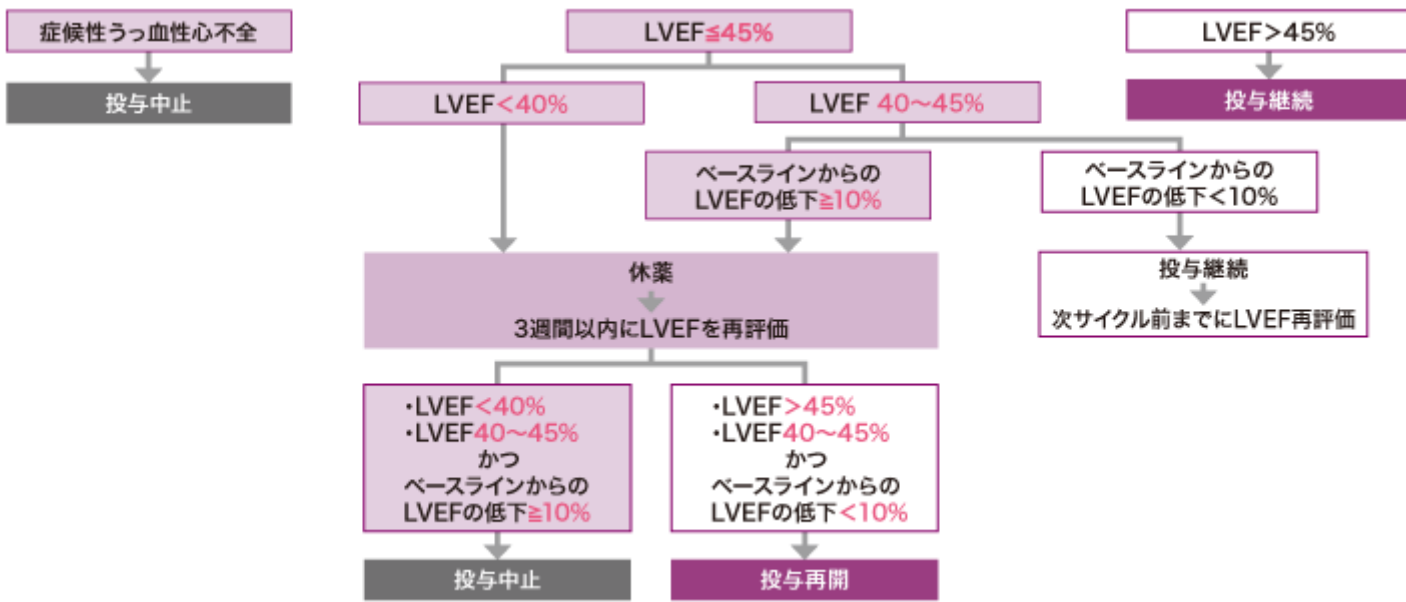 症候性うっ血性心不全
投与中止
LVEF≦45%
LVEF＜40%
LVEF 40～45%
ベースラインからの
LVEFの低下≧10%
ベースラインからの
LVEFの低下＜10%
休薬
3週間以内にLVEFを再評価
投与継続
次サイクル前までにLVEF再評価
・LVEF＜40%
・LVEF40～45%
かつ
ベースラインからの
LVEFの低下≧10%
投与中止
・LVEF＞45%
・LVEF40～45%
かつ
ベースラインからの
LVEFの低下＜10%
投与再開
LVEF＞45%
投与継続